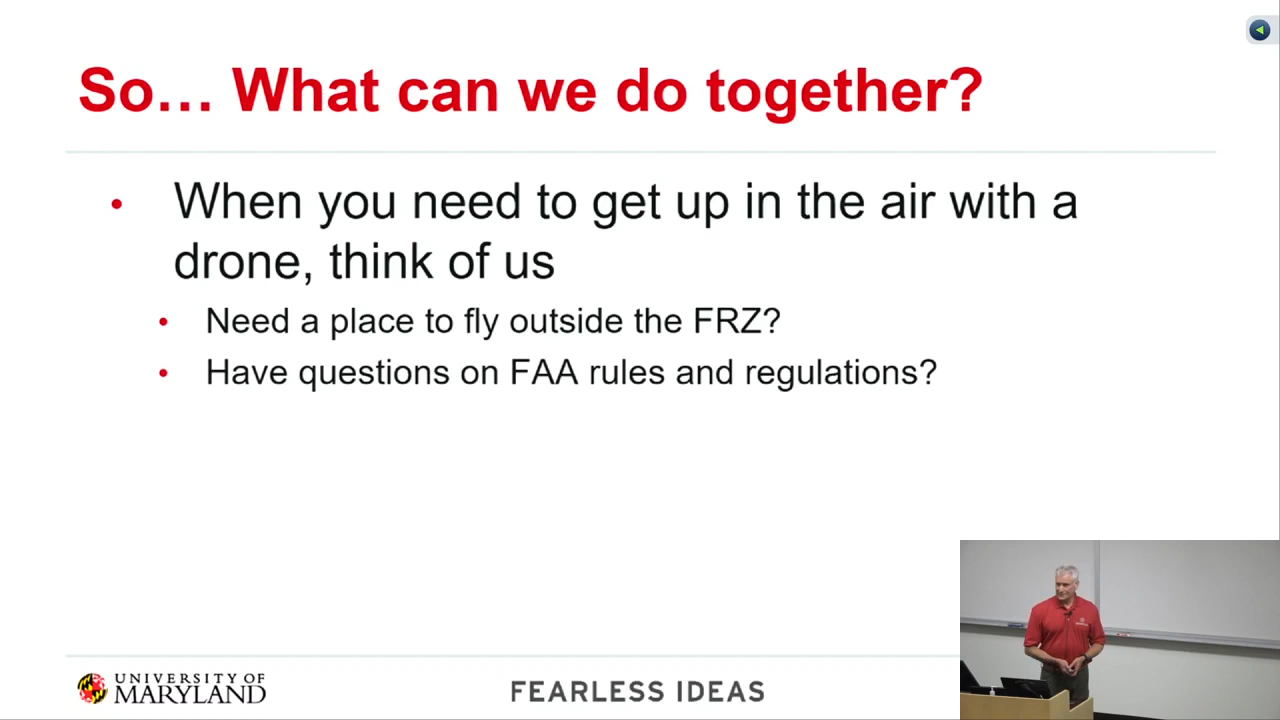 So… What can we do together?
• When you need to get up in the air with a
drone, think of us
• Need a place to fly outside the FRZ?
• Have questions on FAA rules and regulations?
UNIVERSITY OF
MARYLAND
FEARLESS IDEAS